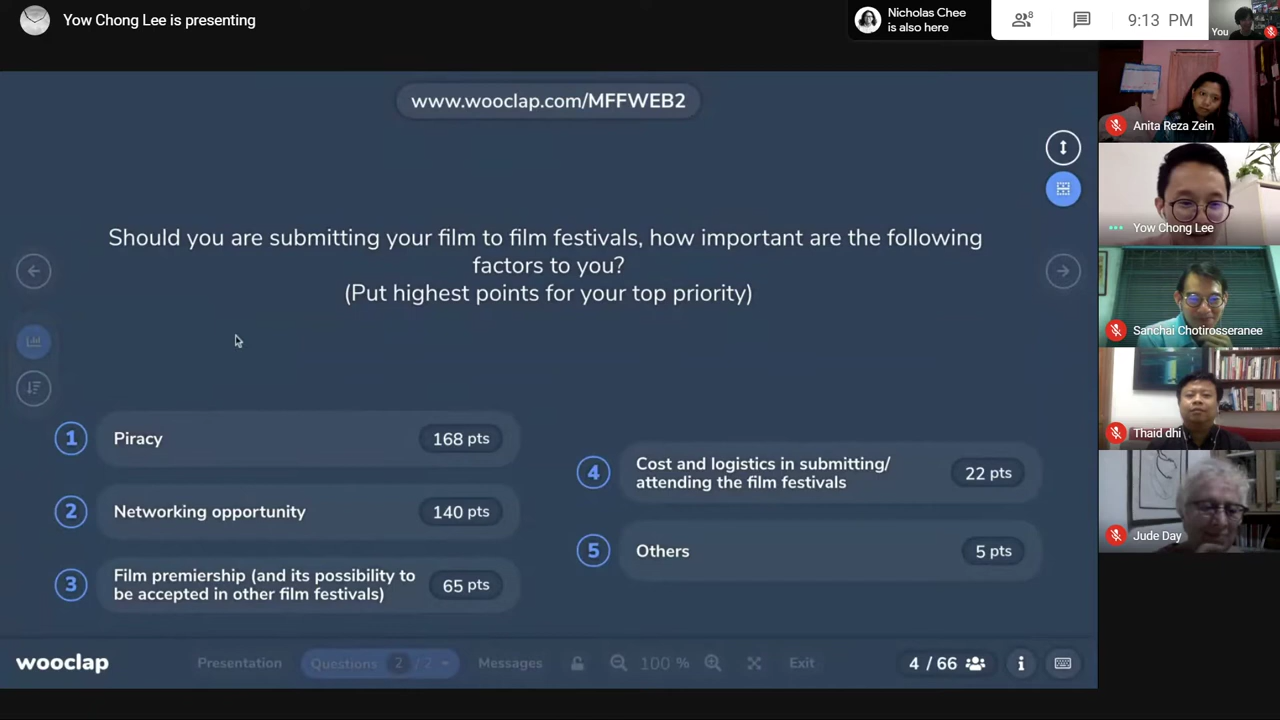 Yow Chong Lee is presenting
Nicholas Chee
is also here
8
9:13 PM
You
www.wooclap.com/MFFWEB2
Anita Reza Zein
Yow Chong Lee
Should you are submitting your film to film festivals, how important are the following
factors to you?
(Put highest points for your top priority)
Sanchai Chotirosseranee
Thaid dhi
Jude Day
1 Piracy 168 pts
2 Networking opportunity 140 pts
3 Film premiership (and its possibility to
be accepted in other film festivals) 65 pts
4 Cost and logistics in submitting/
attending the film festivals 22 pts
5 Others 5 pts
wooclap Presentation Questions 2 / 2 Messages 100 % Exit 4 / 66